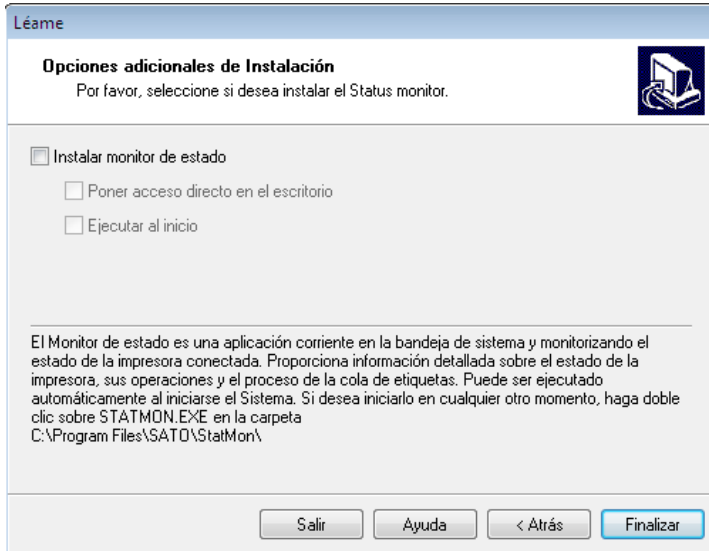 Léame
Opciones adicionales de Instalación
Por favor, seleccione si desea instalar el Status monitor.
Instalar monitor de estado
Poner acceso directo en el escritorio
Ejecutar al inicio
El Monitor de estado es una aplicación corriente en la bandeja de sistema y monitorizando el
estado de la impresora conectada. Proporciona información detallada sobre el estado de la
impresora, sus operaciones y el proceso de la cola de etiquetas. Puede ser ejecutado
automáticamente al iniciarse el Sistema. Si desea iniciarlo en cualquier otro momento, haga doble
clic sobre STATMON.EXE en la carpeta
C:\Program Files\SATO\StatMon\
Salir Ayuda < Atrás Finalizar